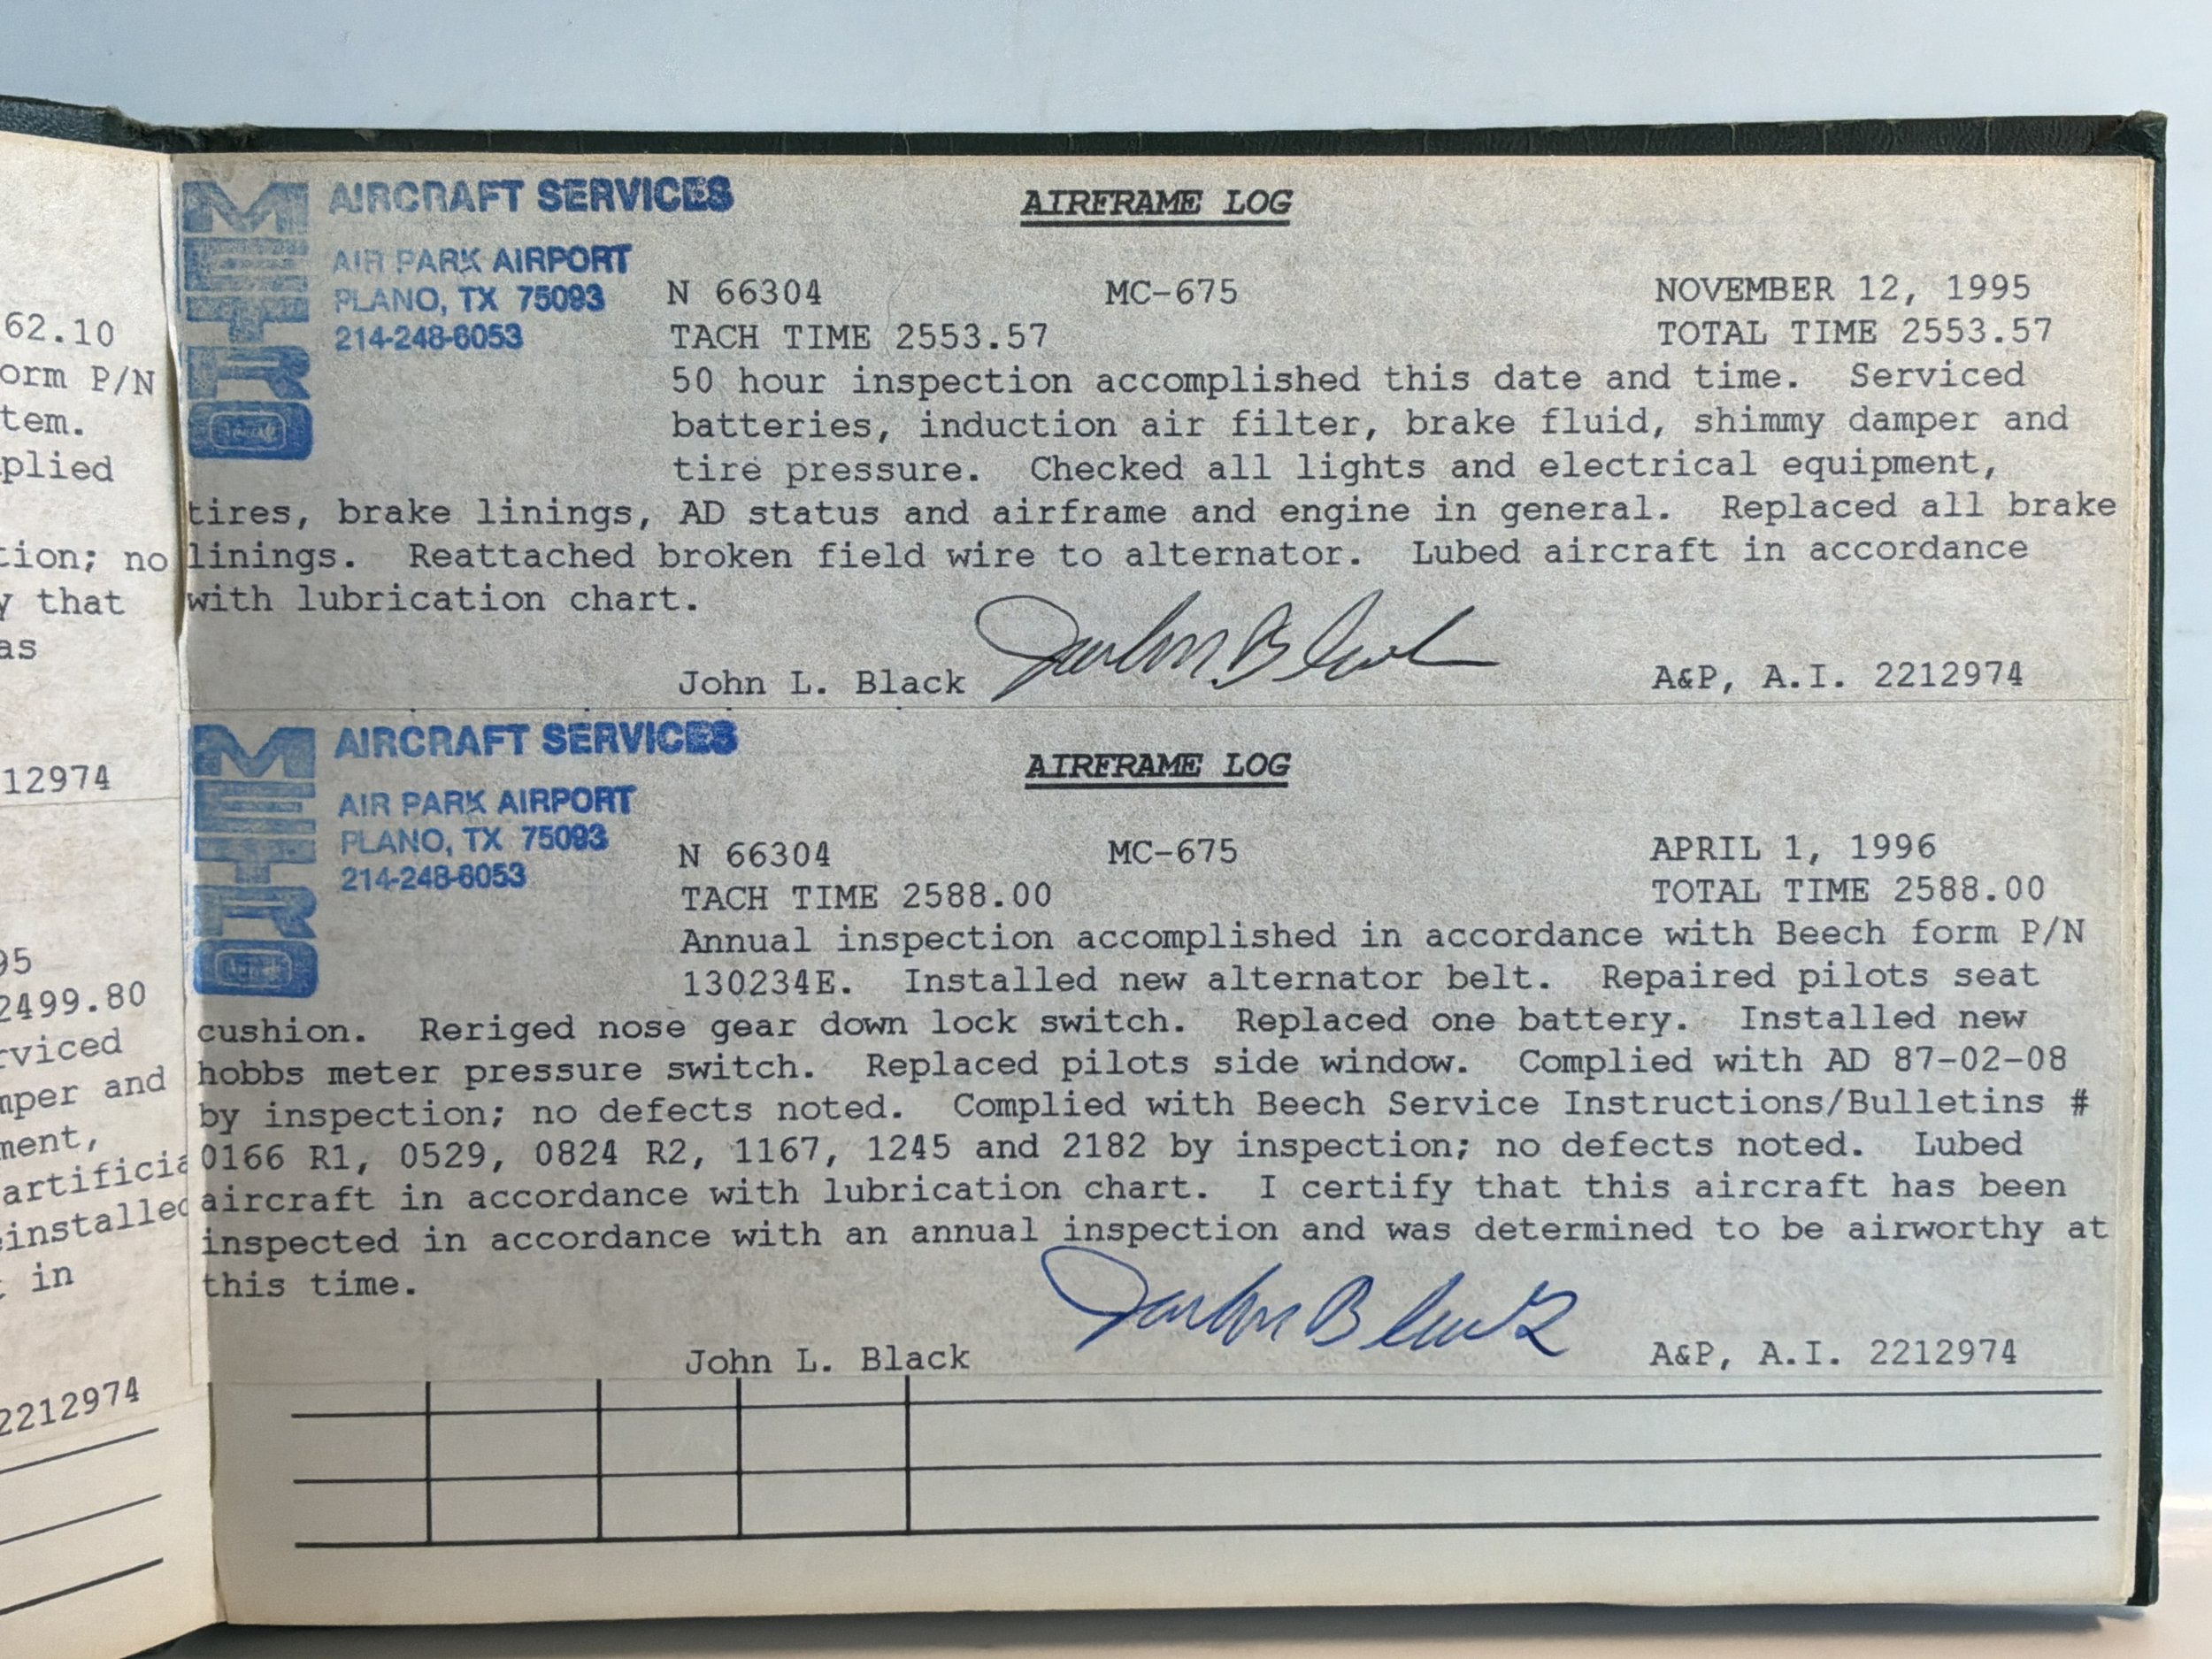 62.10
orm P/N
tem.
plied
tion; no
y that
as
12974
95
2499.80
rviced
mper and
ment,
artificia
einstalled
in
2212974
METRO
AIRCRAFT SERVICES
AIR PARK AIRPORT
PLANO, TX 75093
214-248-6053
AIRFRAME LOG
N 66304 MC-675 NOVEMBER 12, 1995
TACH TIME 2553.57 TOTAL TIME 2553.57
50 hour inspection accomplished this date and time. Serviced
batteries, induction air filter, brake fluid, shimmy damper and
tire pressure. Checked all lights and electrical equipment,
tires, brake linings, AD status and airframe and engine in general. Replaced all brake
linings. Reattached broken field wire to alternator. Lubed aircraft in accordance
with lubrication chart.
John L. Black A&P, A.I. 2212974
METRO
AIRCRAFT SERVICES
AIR PARK AIRPORT
PLANO, TX 75093
214-248-6053
AIRFRAME LOG
N 66304 MC-675 APRIL 1, 1996
TACH TIME 2588.00 TOTAL TIME 2588.00
Annual inspection accomplished in accordance with Beech form P/N
130234E. Installed new alternator belt. Repaired pilots seat
cushion. Reriged nose gear down lock switch. Replaced one battery. Installed new
hobbs meter pressure switch. Replaced pilots side window. Complied with AD 87-02-08
by inspection; no defects noted. Complied with Beech Service Instructions/Bulletins #
0166 R1, 0529, 0824 R2, 1167, 1245 and 2182 by inspection; no defects noted. Lubed
aircraft in accordance with lubrication chart. I certify that this aircraft has been
inspected in accordance with an annual inspection and was determined to be airworthy at
this time.
John L. Black A&P, A.I. 2212974